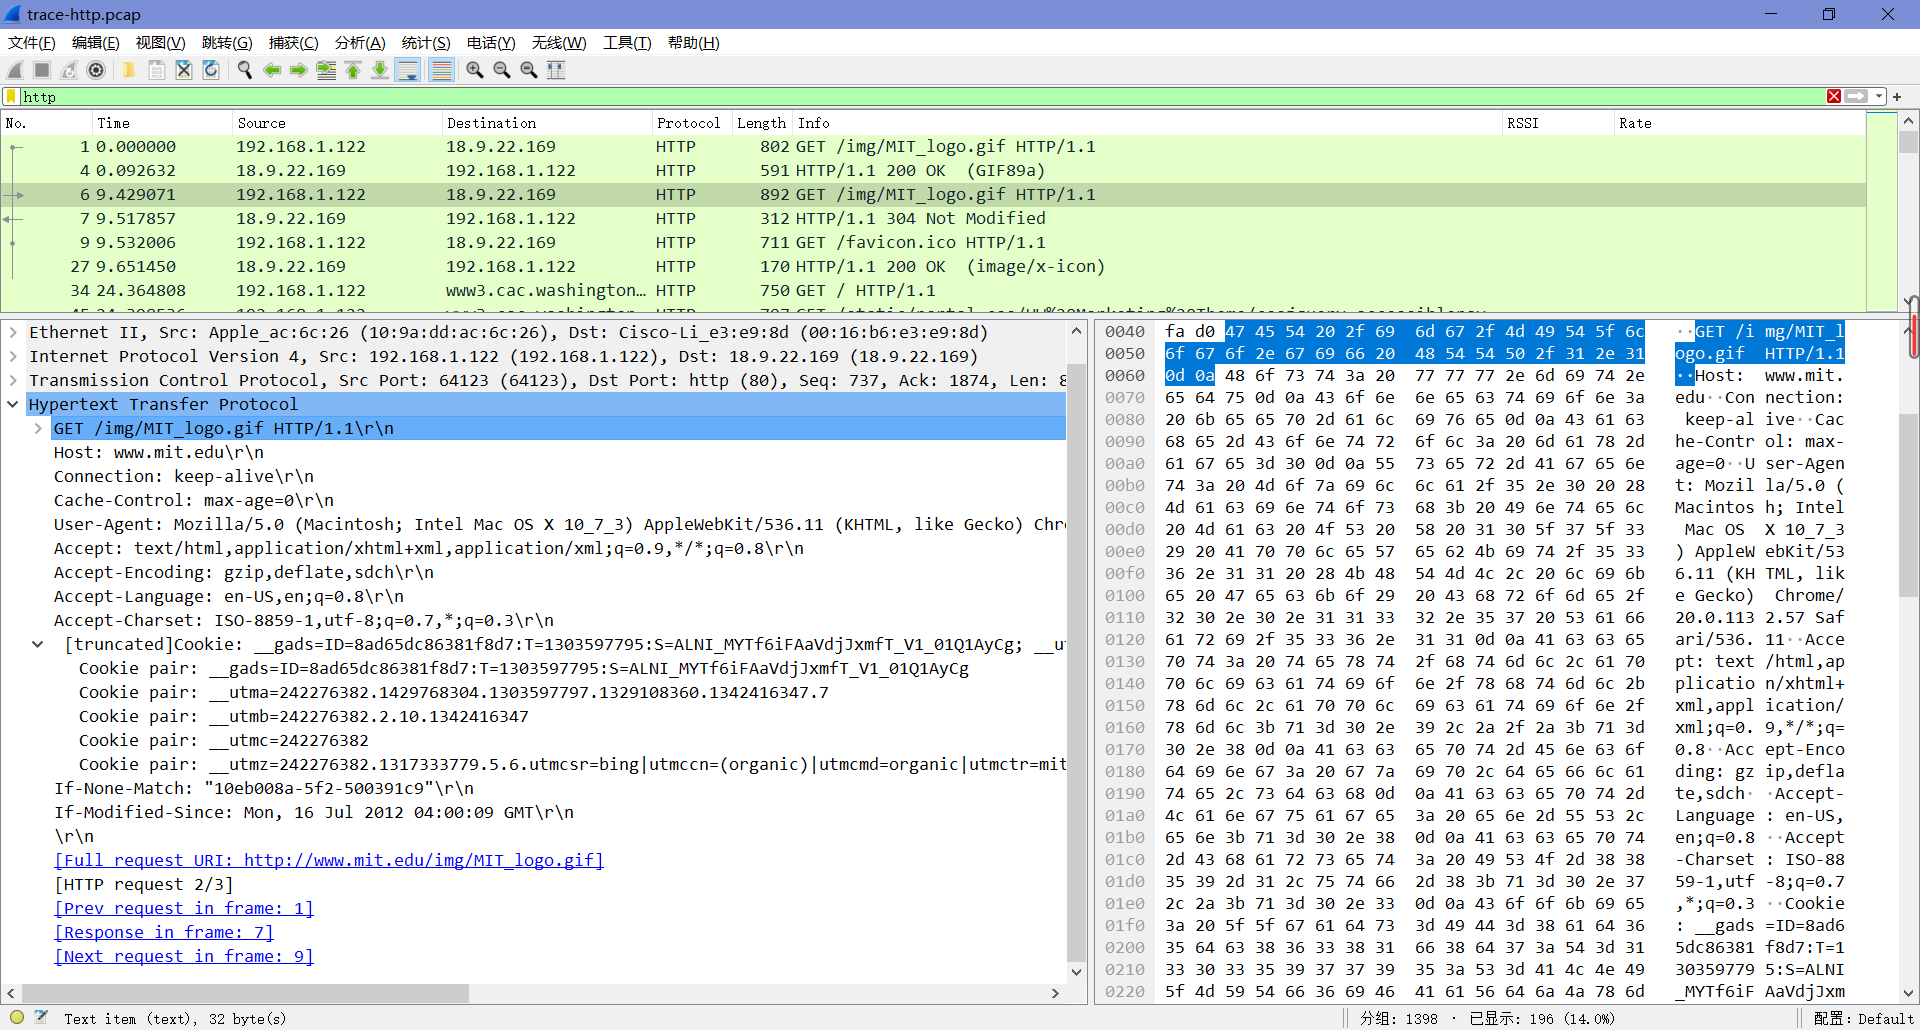 trace-http.pcap
文件(F) 编辑(E) 视图(V) 跳转(G) 捕获(C) 分析(A) 统计(S) 电话(Y) 无线(W) 工具(T) 帮助(H)
http
No. Time Source Destination Protocol Length Info RSSI Rate
1 0.000000 192.168.1.122 18.9.22.169 HTTP 802 GET /img/MIT_logo.gif HTTP/1.1
4 0.092632 18.9.22.169 192.168.1.122 HTTP 591 HTTP/1.1 200 OK (GIF89a)
6 9.429071 192.168.1.122 18.9.22.169 HTTP 892 GET /img/MIT_logo.gif HTTP/1.1
7 9.517857 18.9.22.169 192.168.1.122 HTTP 312 HTTP/1.1 304 Not Modified
9 9.532006 192.168.1.122 18.9.22.169 HTTP 711 GET /favicon.ico HTTP/1.1
27 9.651450 18.9.22.169 192.168.1.122 HTTP 170 HTTP/1.1 200 OK (image/x-icon)
34 24.364808 192.168.1.122 www3.cac.washington… HTTP 750 GET / HTTP/1.1
Ethernet II, Src: Apple_ac:6c:26 (10:9a:dd:ac:6c:26), Dst: Cisco-Li_e3:e9:8d (00:16:b6:e3:e9:8d)
Internet Protocol Version 4, Src: 192.168.1.122 (192.168.1.122), Dst: 18.9.22.169 (18.9.22.169)
Transmission Control Protocol, Src Port: 64123 (64123), Dst Port: http (80), Seq: 737, Ack: 1874, Len: 8
Hypertext Transfer Protocol
GET /img/MIT_logo.gif HTTP/1.1\r\n
Host: www.mit.edu\r\n
Connection: keep-alive\r\n
Cache-Control: max-age=0\r\n
User-Agent: Mozilla/5.0 (Macintosh; Intel Mac OS X 10_7_3) AppleWebKit/536.11 (KHTML, like Gecko) Chr
Accept: text/html,application/xhtml+xml,application/xml;q=0.9,*/*;q=0.8\r\n
Accept-Encoding: gzip,deflate,sdch\r\n
Accept-Language: en-US,en;q=0.8\r\n
Accept-Charset: ISO-8859-1,utf-8;q=0.7,*;q=0.3\r\n
[truncated]Cookie: __gads=ID=8ad65dc86381f8d7:T=1303597795:S=ALNI_MYTf6iFAaVdjJxmfT_V1_01Q1AyCg; __u
Cookie pair: __gads=ID=8ad65dc86381f8d7:T=1303597795:S=ALNI_MYTf6iFAaVdjJxmfT_V1_01Q1AyCg
Cookie pair: __utma=242276382.1429768304.1303597797.1329108360.1342416347.7
Cookie pair: __utmb=242276382.2.10.1342416347
Cookie pair: __utmc=242276382
Cookie pair: __utmz=242276382.1317333779.5.6.utmcsr=bing|utmccn=(organic)|utmcmd=organic|utmctr=mit
If-None-Match: "10eb008a-5f2-500391c9"\r\n
If-Modified-Since: Mon, 16 Jul 2012 04:00:09 GMT\r\n
\r\n
[Full request URI: http://www.mit.edu/img/MIT_logo.gif]
[HTTP request 2/3]
[Prev request in frame: 1]
[Response in frame: 7]
[Next request in frame: 9]
0040 fa d0 47 45 54 20 2f 69 6d 67 2f 4d 49 54 5f 6c ··GET /i mg/MIT_l
0050 6f 67 6f 2e 67 69 66 20 48 54 54 50 2f 31 2e 31 ogo.gif HTTP/1.1
0060 0d 0a 48 6f 73 74 3a 20 77 77 77 2e 6d 69 74 2e ··Host: www.mit.
0070 65 64 75 0d 0a 43 6f 6e 6e 65 63 74 69 6f 6e 3a edu··Con nection:
0080 20 6b 65 65 70 2d 61 6c 69 76 65 0d 0a 43 61 63 keep-al ive··Cac
0090 68 65 2d 43 6f 6e 74 72 6f 6c 3a 20 6d 61 78 2d he-Contr ol: max-
00a0 61 67 65 3d 30 0d 0a 55 73 65 72 2d 41 67 65 6e age=0··U ser-Agen
00b0 74 3a 20 4d 6f 7a 69 6c 6c 61 2f 35 2e 30 20 28 t: Mozil la/5.0 (
00c0 4d 61 63 69 6e 74 6f 73 68 3b 20 49 6e 74 65 6c Macintos h; Intel
00d0 20 4d 61 63 20 4f 53 20 58 20 31 30 5f 37 5f 33 Mac OS X 10_7_3
00e0 29 20 41 70 70 6c 65 57 65 62 4b 69 74 2f 35 33 ) AppleW ebKit/53
00f0 36 2e 31 31 20 28 4b 48 54 4d 4c 2c 20 6c 69 6b 6.11 (KH TML, lik
0100 65 20 47 65 63 6b 6f 29 20 43 68 72 6f 6d 65 2f e Gecko) Chrome/
0110 32 30 2e 30 2e 31 31 33 32 2e 35 37 20 53 61 66 20.0.113 2.57 Saf
0120 61 72 69 2f 35 33 36 2e 31 31 0d 0a 41 63 63 65 ari/536. 11··Acce
0130 70 74 3a 20 74 65 78 74 2f 68 74 6d 6c 2c 61 70 pt: text /html,ap
0140 70 6c 69 63 61 74 69 6f 6e 2f 78 68 74 6d 6c 2b plicatio n/xhtml+
0150 78 6d 6c 2c 61 70 70 6c 69 63 61 74 69 6f 6e 2f xml,appl ication/
0160 78 6d 6c 3b 71 3d 30 2e 39 2c 2a 2f 2a 3b 71 3d xml;q=0. 9,*/*;q=
0170 30 2e 38 0d 0a 41 63 63 65 70 74 2d 45 6e 63 6f 0.8··Acc ept-Enco
0180 64 69 6e 67 3a 20 67 7a 69 70 2c 64 65 66 6c 61 ding: gz ip,defla
0190 74 65 2c 73 64 63 68 0d 0a 41 63 63 65 70 74 2d te,sdch· ·Accept-
01a0 4c 61 6e 67 75 61 67 65 3a 20 65 6e 2d 55 53 2c Language : en-US,
01b0 65 6e 3b 71 3d 30 2e 38 0d 0a 41 63 63 65 70 74 en;q=0.8 ··Accept
01c0 2d 43 68 61 72 73 65 74 3a 20 49 53 4f 2d 38 38 -Charset : ISO-88
01d0 35 39 2d 31 2c 75 74 66 2d 38 3b 71 3d 30 2e 37 59-1,utf -8;q=0.7
01e0 2c 2a 3b 71 3d 30 2e 33 0d 0a 43 6f 6f 6b 69 65 ,*;q=0.3 ··Cookie
01f0 3a 20 5f 5f 67 61 64 73 3d 49 44 3d 38 61 64 36 : __gads =ID=8ad6
0200 35 64 63 38 36 33 38 31 66 38 64 37 3a 54 3d 31 5dc86381 f8d7:T=1
0210 33 30 33 35 39 37 37 39 35 3a 53 3d 41 4c 4e 49 30359779 5:S=ALNI
0220 5f 4d 59 54 66 36 69 46 41 61 56 64 6a 4a 78 6d _MYTf6iF AaVdjJxm
Text item (text), 32 byte(s) 分组: 1398 · 已显示: 196 (14.0%) 配置: Default